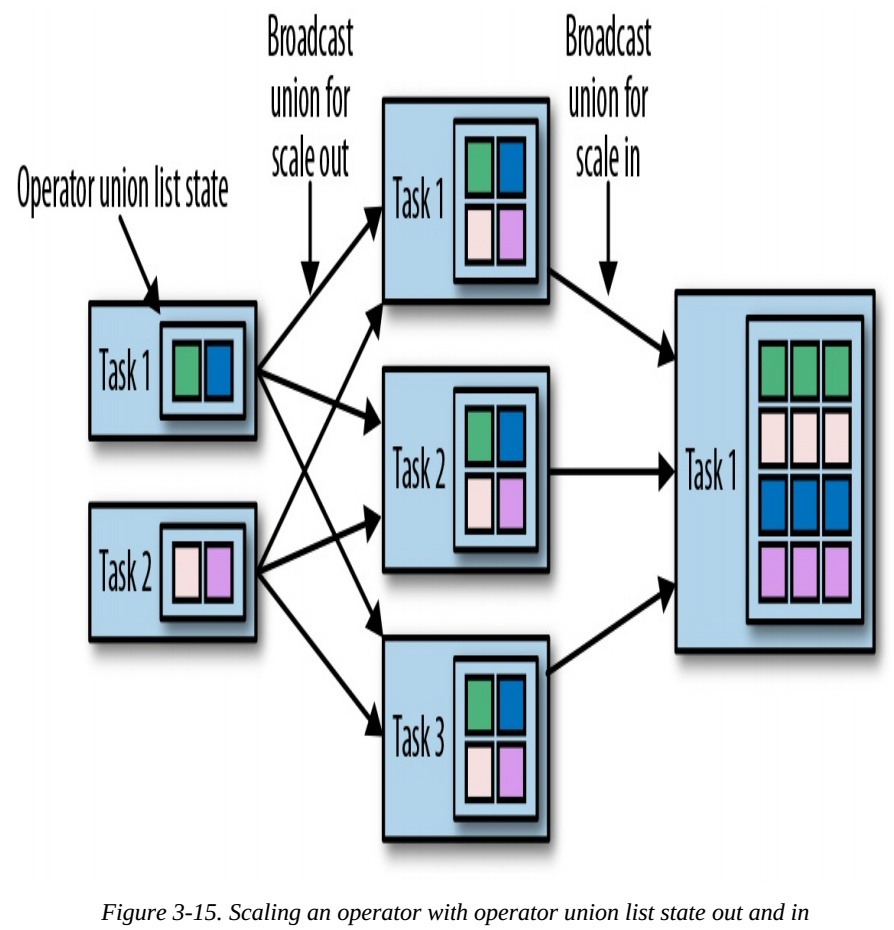 Broadcast
union for
scale out
Broadcast
union for
scale in
Operator union list state
Task 1
Task 2
Task 1
Task 2
Task 3
Task 1
Figure 3-15. Scaling an operator with operator union list state out and in